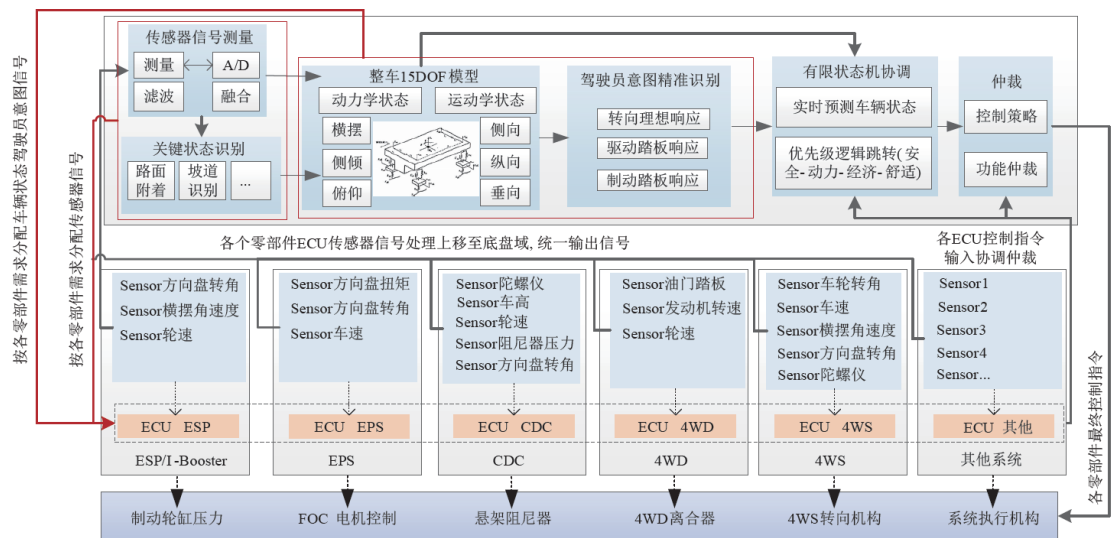 按各零部件需求分配车辆状态驾驶员意图信号
按各零部件需求分配传感器信号
传感器信号测量
测量
A/D
滤波
融合
关键状态识别
路面
附着
坡道
识别
...
整车15DOF模型
动力学状态
运动学状态
横摆
侧倾
俯仰
侧向
纵向
垂向
驾驶员意图精准识别
转向理想响应
驱动踏板响应
制动踏板响应
有限状态机协调
实时预测车辆状态
优先级逻辑跳转(安
全-动力-经济-舒适)
仲裁
控制策略
功能仲裁
各个零部件ECU传感器信号处理上移至底盘域, 统一输出信号
各ECU控制指令
输入协调仲裁
Sensor方向盘转角
Sensor横摆角速度
Sensor轮速
ECU ESP
ESP/I-Booster
Sensor方向盘扭矩
Sensor方向盘转角
Sensor车速
ECU EPS
EPS
Sensor陀螺仪
Sensor车高
Sensor轮速
Sensor阻尼器压力
Sensor方向盘转角
ECU CDC
CDC
Sensor油门踏板
Sensor发动机转速
Sensor轮速
ECU 4WD
4WD
Sensor车轮转角
Sensor车速
Sensor横摆角速度
Sensor方向盘转角
Sensor陀螺仪
ECU 4WS
4WS
Sensor1
Sensor2
Sensor3
Sensor4
Sensor...
ECU 其他
其他系统
各零部件最终控制指令
制动轮缸压力
FOC 电机控制
悬架阻尼器
4WD离合器
4WS转向机构
系统执行机构